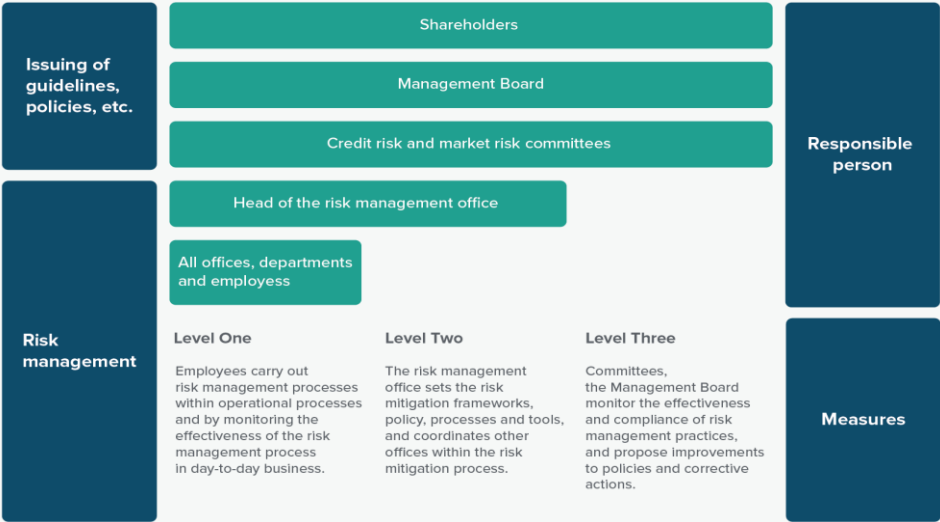 Issuing of
guidelines,
policies, etc.
Shareholders
Management Board
Credit risk and market risk committees
Responsible
person
Head of the risk management office
All offices, departments
and employess
Risk
management
Level One
Employees carry out
risk management processes
within operational processes
and by monitoring the
effectiveness of the risk
management process
in day-to-day business.
Level Two
The risk management
office sets the risk
mitigation frameworks,
policy, processes and tools,
and coordinates other
offices within the risk
mitigation process.
Level Three
Committees,
the Management Board
monitor the effectiveness
and compliance of risk
management practices,
and propose improvements
to policies and corrective
actions.
Measures